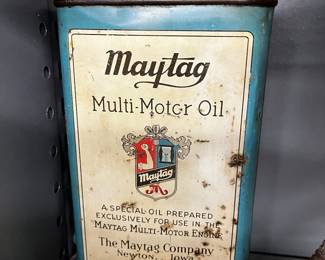 Maytag
Multi-Motor Oil
Maytag
M
A SPECIAL OIL PREPARED
EXCLUSIVELY FOR USE IN THE
"MAYTAG MULTI-MOTOR ENGINE
The Maytag Company
Newton, Iowa